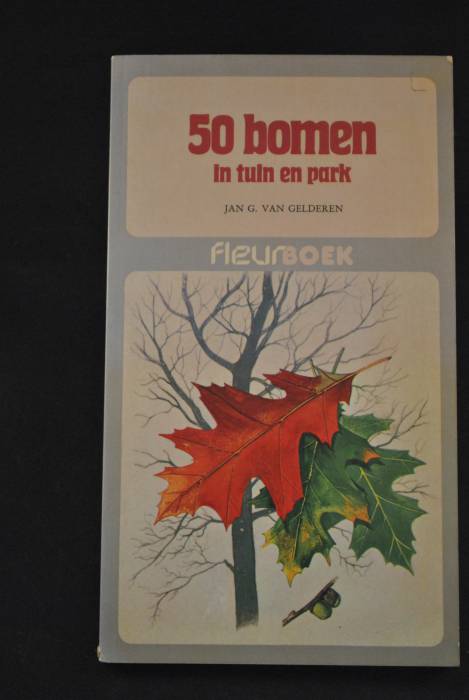 50 bomen
in tuin en park
JAN G. VAN GELDEREN
fleurBOEK